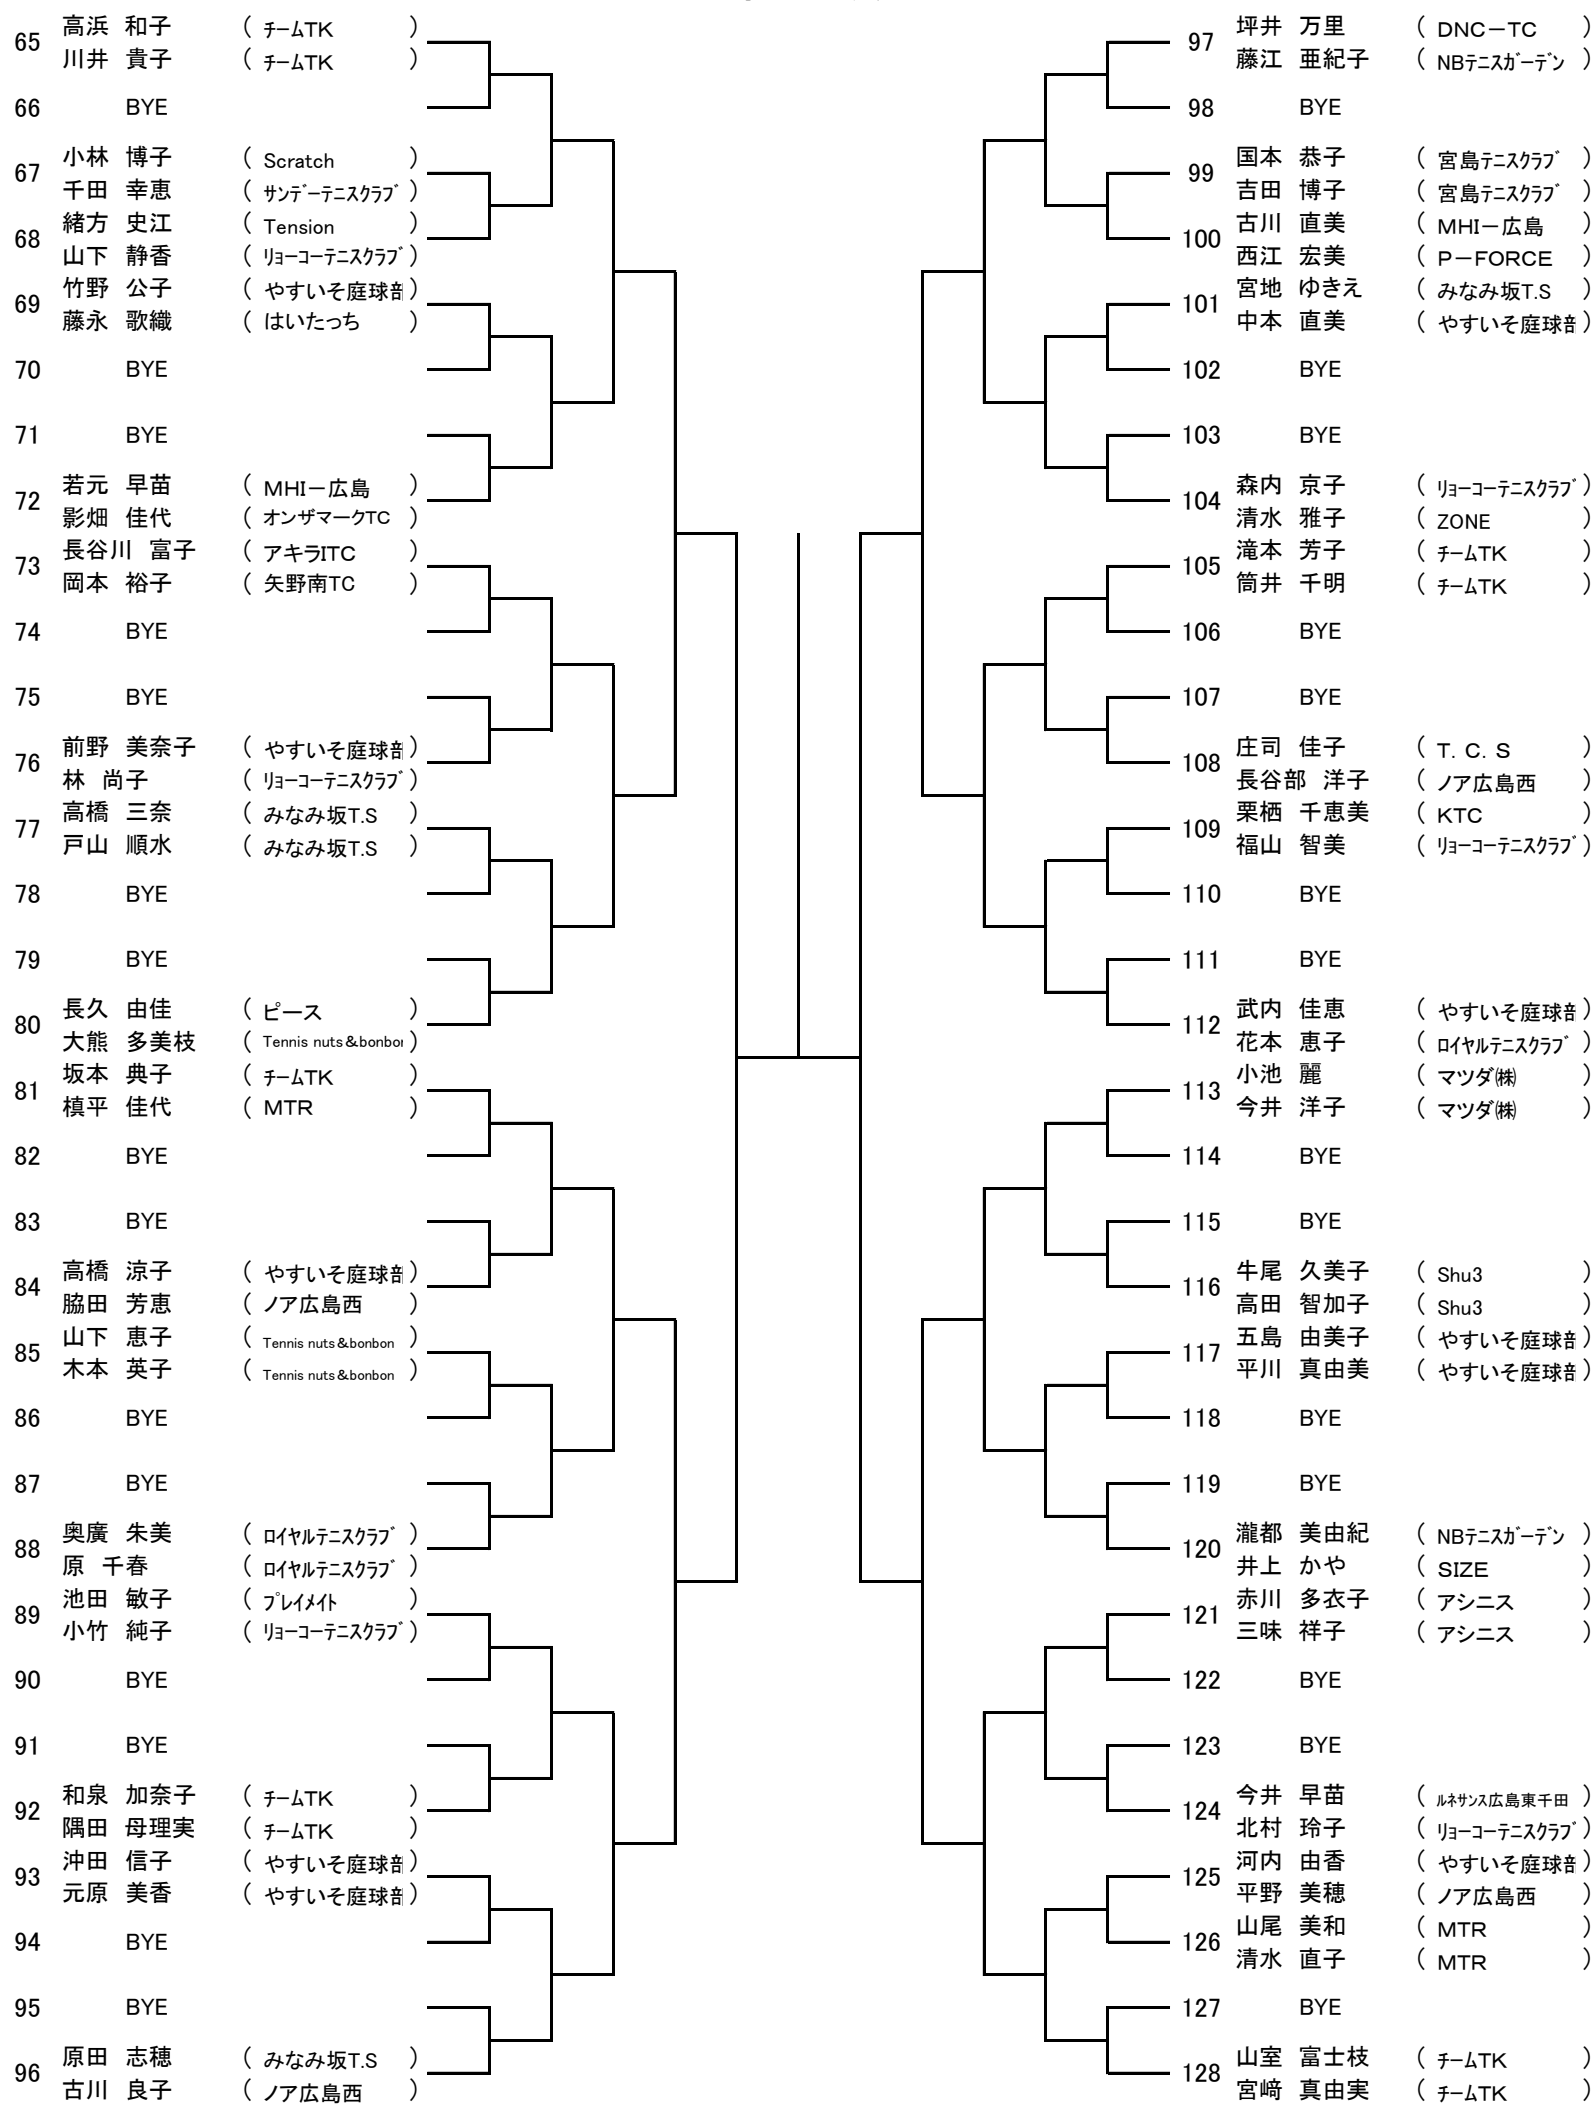 65 高浜 和子 ( チームTK )
川井 貴子 ( チームTK )
66 BYE
67 小林 博子 ( Scratch )
千田 幸恵 ( サンデーテニスクラブ )
68 緒方 史江 ( Tension )
山下 静香 ( リョーコーテニスクラブ )
69 竹野 公子 ( やすいそ庭球部 )
藤永 歌織 ( はいたっち )
70 BYE
71 BYE
72 若元 早苗 ( MHI－広島 )
影畑 佳代 ( オンザマークTC )
73 長谷川 富子 ( アキラITC )
岡本 裕子 ( 矢野南TC )
74 BYE
75 BYE
76 前野 美奈子 ( やすいそ庭球部 )
林 尚子 ( リョーコーテニスクラブ )
77 高橋 三奈 ( みなみ坂T.S )
戸山 順水 ( みなみ坂T.S )
78 BYE
79 BYE
80 長久 由佳 ( ピース )
大熊 多美枝 ( Tennis nuts&bonbon )
81 坂本 典子 ( チームTK )
槙平 佳代 ( MTR )
82 BYE
83 BYE
84 高橋 涼子 ( やすいそ庭球部 )
脇田 芳恵 ( ノア広島西 )
85 山下 恵子 ( Tennis nuts&bonbon )
木本 英子 ( Tennis nuts&bonbon )
86 BYE
87 BYE
88 奥廣 朱美 ( ロイヤルテニスクラブ )
原 千春 ( ロイヤルテニスクラブ )
89 池田 敏子 ( プレイメイト )
小竹 純子 ( リョーコーテニスクラブ )
90 BYE
91 BYE
92 和泉 加奈子 ( チームTK )
隅田 母理実 ( チームTK )
93 沖田 信子 ( やすいそ庭球部 )
元原 美香 ( やすいそ庭球部 )
94 BYE
95 BYE
96 原田 志穂 ( みなみ坂T.S )
古川 良子 ( ノア広島西 )
97 坪井 万里 ( DNC－TC )
藤江 亜紀子 ( NBテニスガーデン )
98 BYE
99 国本 恭子 ( 宮島テニスクラブ )
吉田 博子 ( 宮島テニスクラブ )
100 古川 直美 ( MHI－広島 )
西江 宏美 ( P－FORCE )
101 宮地 ゆきえ ( みなみ坂T.S )
中本 直美 ( やすいそ庭球部 )
102 BYE
103 BYE
104 森内 京子 ( リョーコーテニスクラブ )
清水 雅子 ( ZONE )
105 滝本 芳子 ( チームTK )
筒井 千明 ( チームTK )
106 BYE
107 BYE
108 庄司 佳子 ( T. C. S )
長谷部 洋子 ( ノア広島西 )
109 栗栖 千恵美 ( KTC )
福山 智美 ( リョーコーテニスクラブ )
110 BYE
111 BYE
112 武内 佳恵 ( やすいそ庭球部 )
花本 恵子 ( ロイヤルテニスクラブ )
113 小池 麗 ( マツダ㈱ )
今井 洋子 ( マツダ㈱ )
114 BYE
115 BYE
116 牛尾 久美子 ( Shu3 )
高田 智加子 ( Shu3 )
117 五島 由美子 ( やすいそ庭球部 )
平川 真由美 ( やすいそ庭球部 )
118 BYE
119 BYE
120 瀧都 美由紀 ( NBテニスガーデン )
井上 かや ( SIZE )
121 赤川 多衣子 ( アシニス )
三味 祥子 ( アシニス )
122 BYE
123 BYE
124 今井 早苗 ( ルネサンス広島東千田 )
北村 玲子 ( リョーコーテニスクラブ )
125 河内 由香 ( やすいそ庭球部 )
平野 美穂 ( ノア広島西 )
126 山尾 美和 ( MTR )
清水 直子 ( MTR )
127 BYE
128 山室 富士枝 ( チームTK )
宮﨑 真由実 ( チームTK )